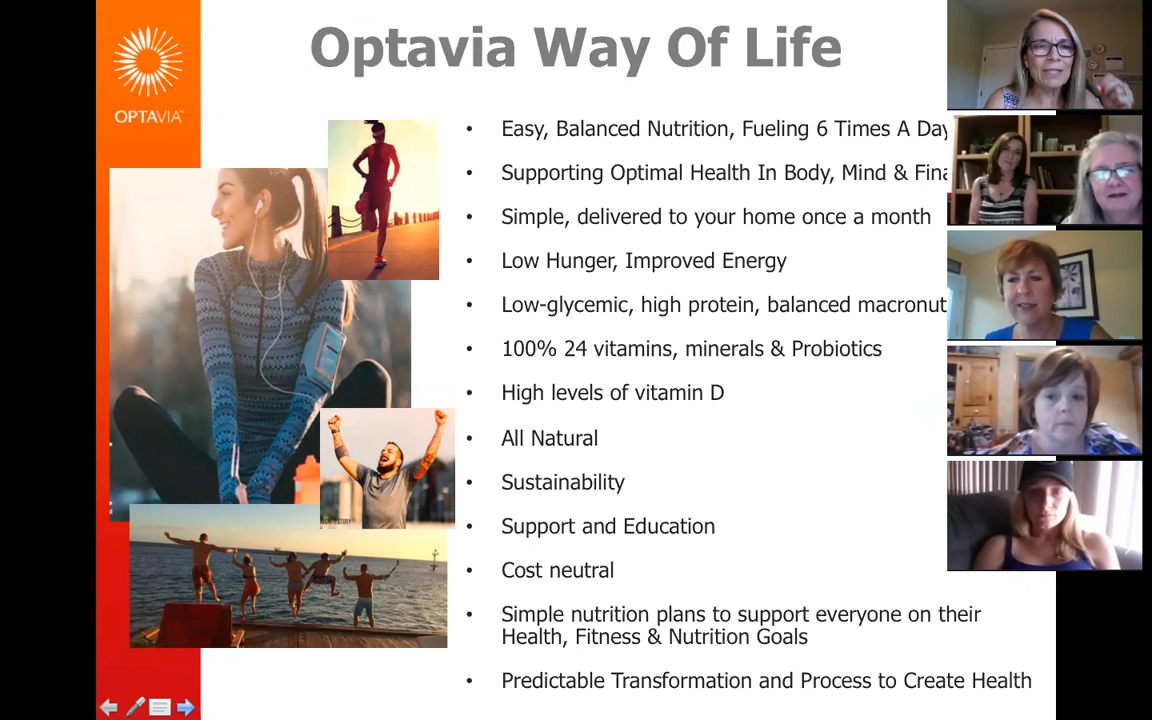 Optavia Way Of Life
OPTAVIA™
• Easy, Balanced Nutrition, Fueling 6 Times A Day
• Supporting Optimal Health In Body, Mind & Fina
• Simple, delivered to your home once a month
• Low Hunger, Improved Energy
• Low-glycemic, high protein, balanced macronut
• 100% 24 vitamins, minerals & Probiotics
• High levels of vitamin D
• All Natural
• Sustainability
• Support and Education
• Cost neutral
• Simple nutrition plans to support everyone on their
Health, Fitness & Nutrition Goals
• Predictable Transformation and Process to Create Health